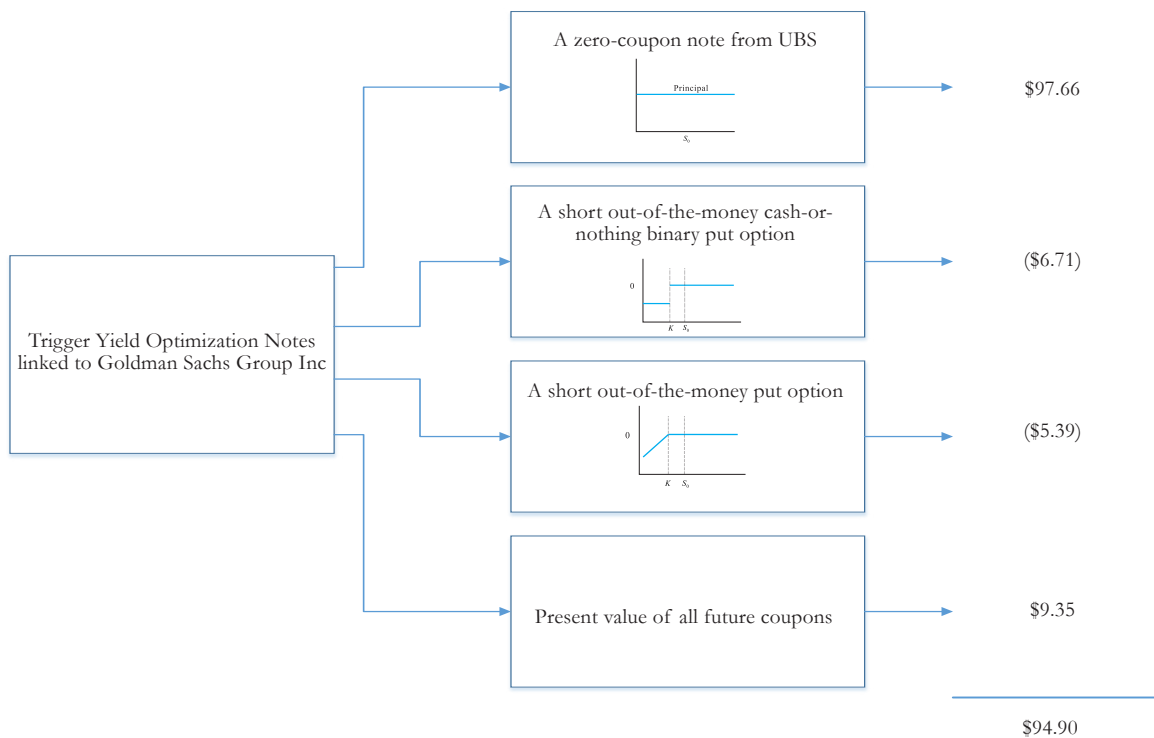 A zero-coupon note from UBS
Principal
S₀
$97.66
A short out-of-the-money cash-or-
nothing binary put option
0
K S₀
($6.71)
Trigger Yield Optimization Notes
linked to Goldman Sachs Group Inc
A short out-of-the-money put option
0
K S₀
($5.39)
Present value of all future coupons
$9.35
$94.90